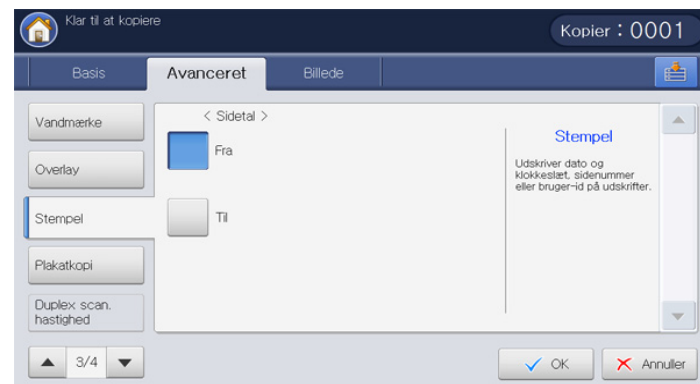 Klar til at kopiere
Kopier : 0001
Basis
Avanceret
Billede
Vandmærke
Overlay
Stempel
Plakatkopi
Duplex scan.
hastighed
3/4
< Sidetal >
Fra
Til
Stempel
Udskriver dato og
klokkeslæt, sidenummer
eller bruger-id på udskrifter.
OK
Annuller